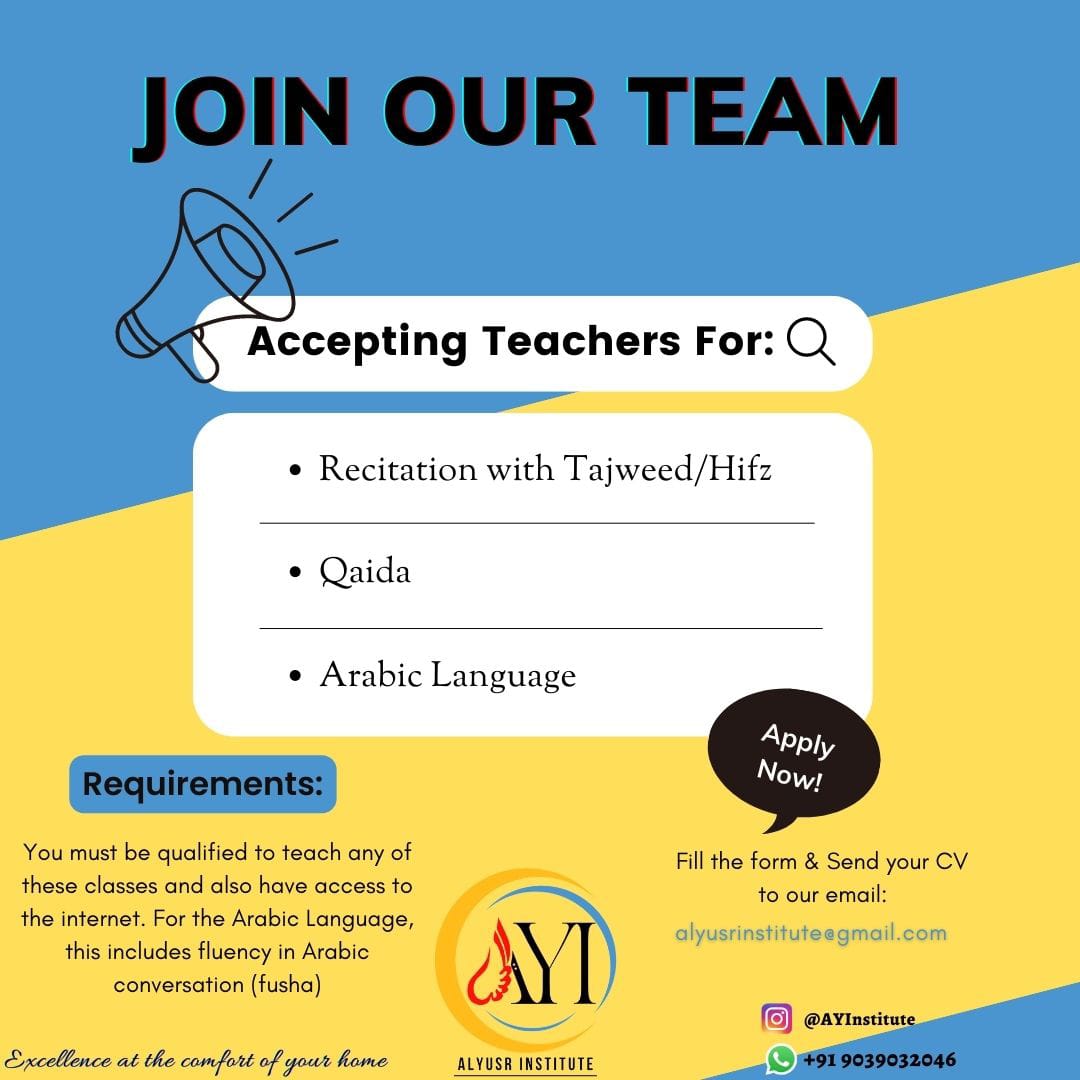 JOIN OUR TEAM
Accepting Teachers For:
• Recitation with Tajweed/Hifz
• Qaida
• Arabic Language
Apply
Now!
Requirements:
You must be qualified to teach any of
these classes and also have access to
the internet. For the Arabic Language,
this includes fluency in Arabic
conversation (fusha)
Fill the form & Send your CV
to our email:
alyusrinstitute@gmail.com
AYI
ALYUSR INSTITUTE
@AYInstitute
+91 9039032046
Excellence at the comfort of your home